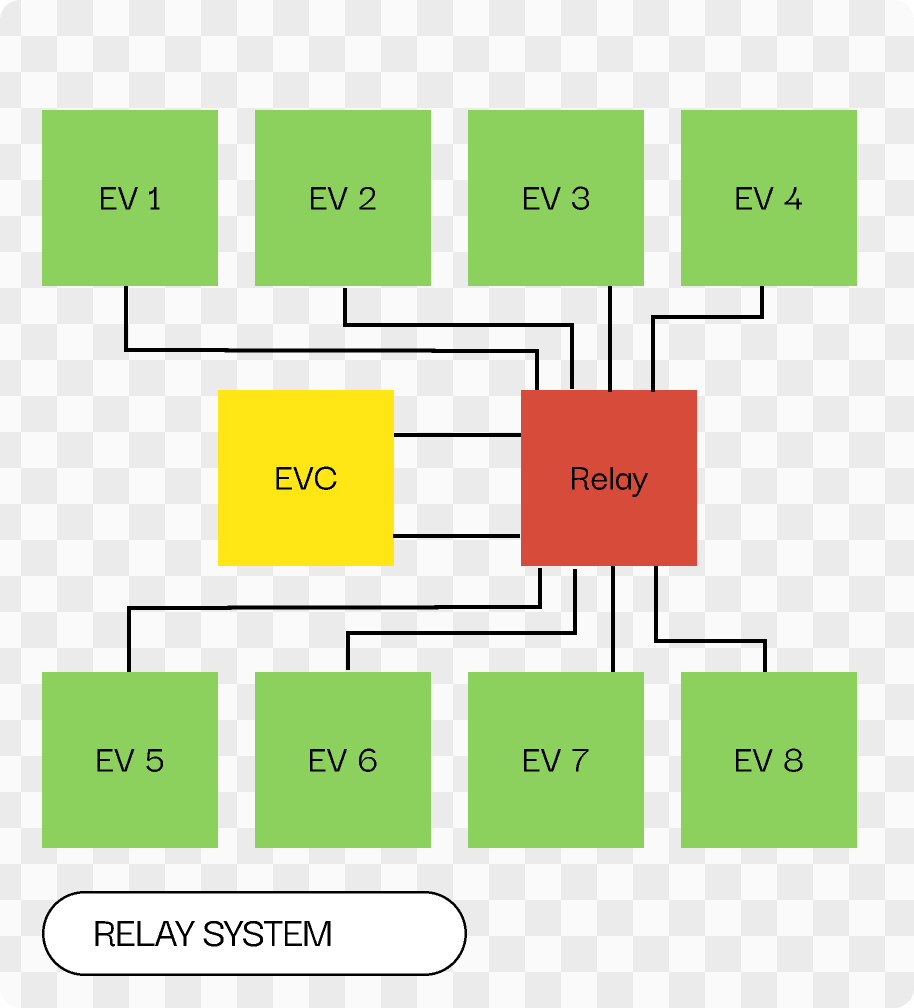 EV 1
EV 2
EV 3
EV 4
EVC
Relay
EV 5
EV 6
EV 7
EV 8
RELAY SYSTEM